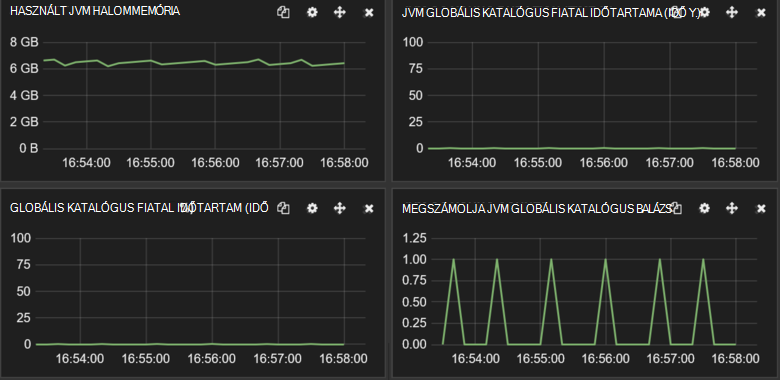 HASZNÁLT JVM HALOMMEMÓRIA
8 GB
6 GB
4 GB
2 GB
0 B
16:54:00 16:55:00 16:56:00 16:57:00 16:58:00
JVM GLOBÁLIS KATALÓGUS FIATAL IDŐTARTAMA (IDŐ Y)
100
75
50
25
0
16:54:00 16:55:00 16:56:00 16:57:00 16:58:00
GLOBÁLIS KATALÓGUS FIATAL IDŐTARTAM (IDŐ
100
75
50
25
0
16:54:00 16:55:00 16:56:00 16:57:00 16:58:00
MEGSZÁMOLJA JVM GLOBÁLIS KATALÓGUS BALÁZS
1.25
1.00
0.75
0.50
0.25
0.00
16:54:00 16:55:00 16:56:00 16:57:00 16:58:00